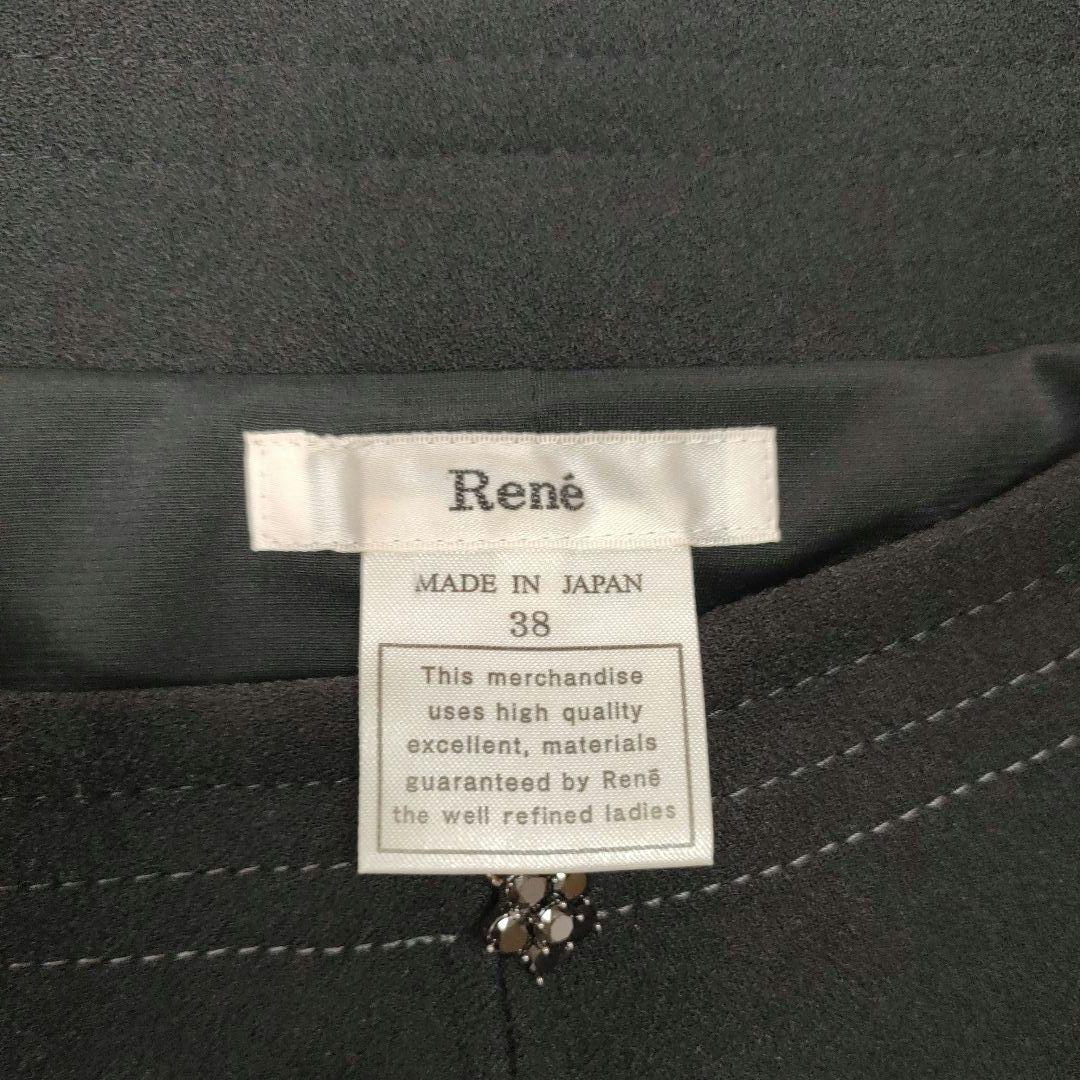 René
MADE IN JAPAN
38
This merchandise
uses high quality
excellent, materials
guaranteed by René
the well refined ladies